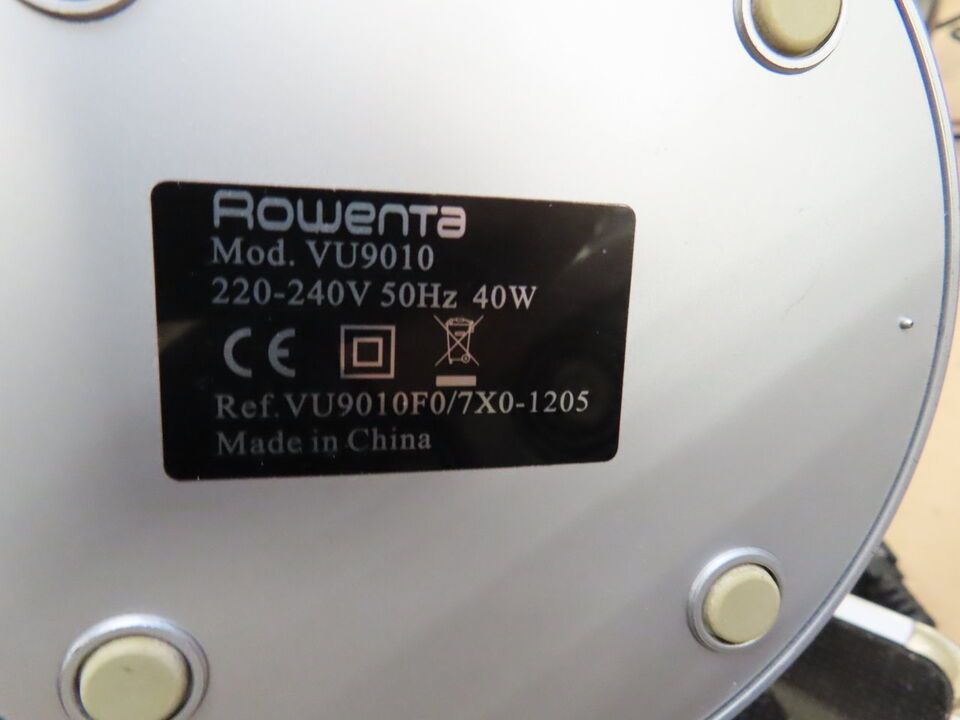 Rowenta
Mod. VU9010
220-240V 50Hz 40W
CE
Ref.VU9010F0/7X0-1205
Made in China